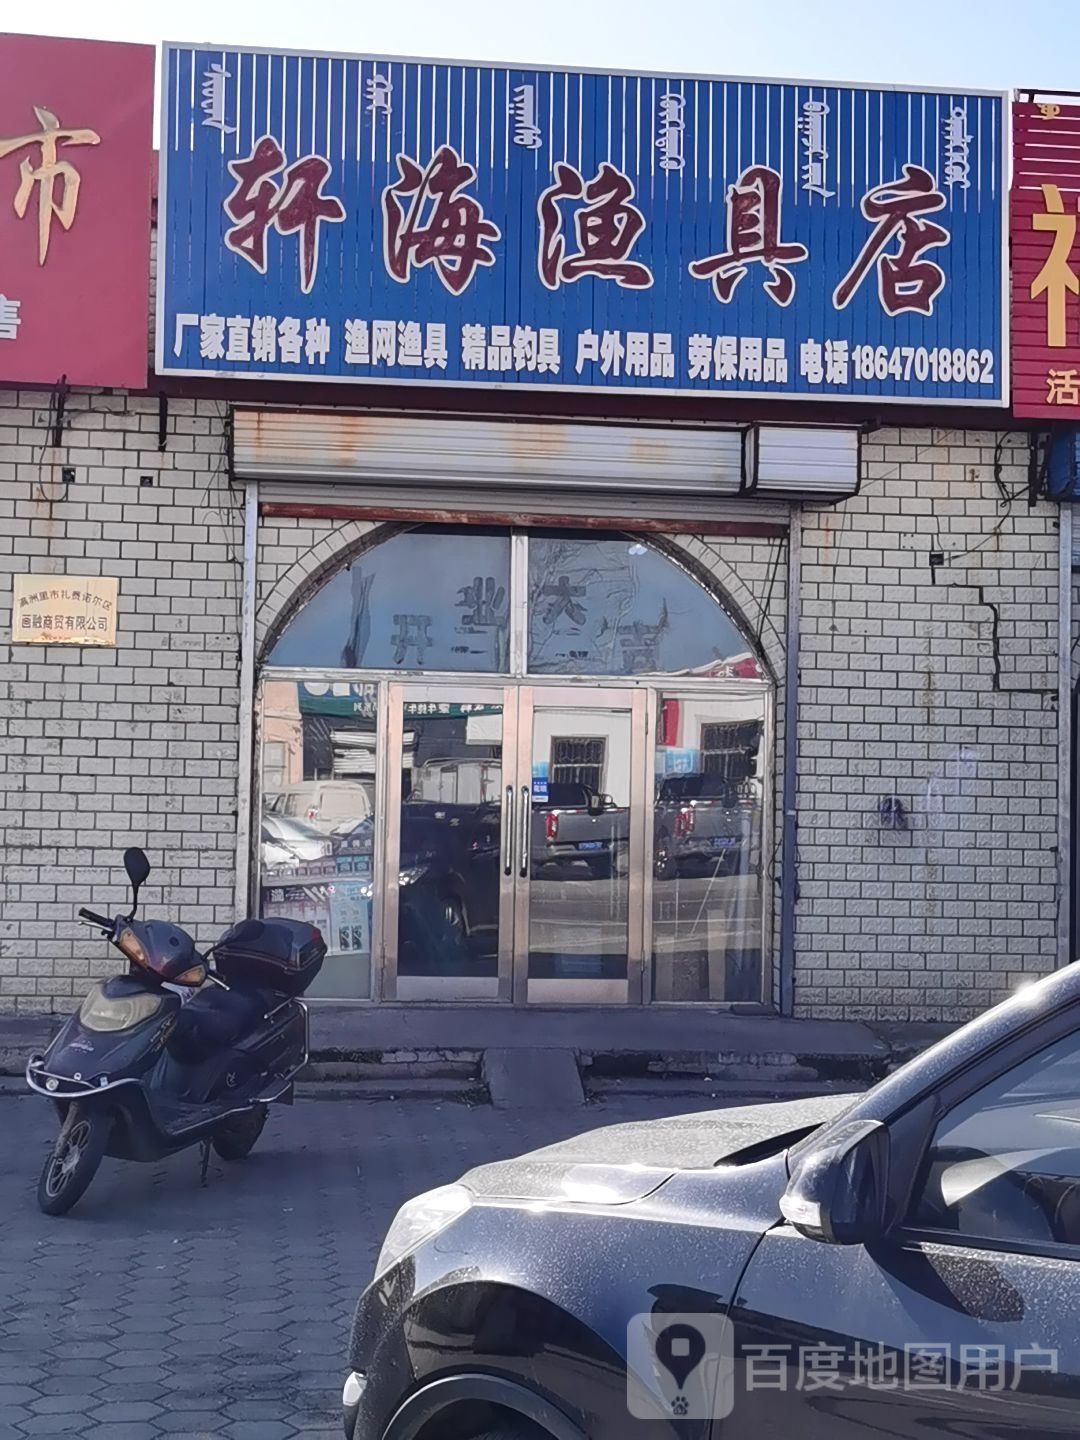 市
售
轩海渔具店
厂家直销各种 渔网渔具 精品钓具 户外用品 劳保用品 电话18647018862
活
满洲里市扎赉诺尔区
画融商贸有限公司
开业大吉
百度地图用户